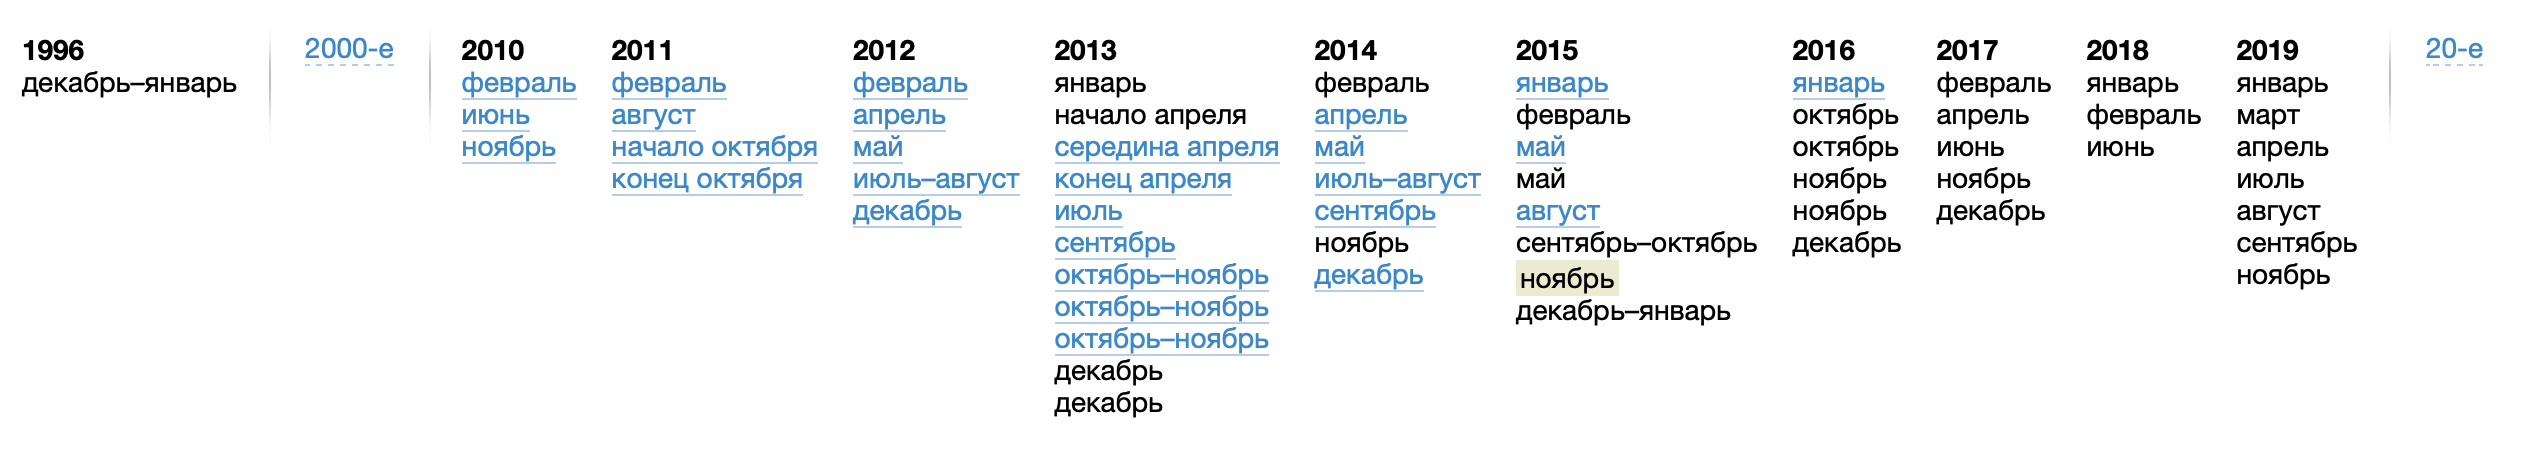 1996
декабрь–январь
2000-е
2010
февраль
июнь
ноябрь
2011
февраль
август
начало октября
конец октября
2012
февраль
апрель
май
июль–август
декабрь
2013
январь
начало апреля
середина апреля
конец апреля
июль
сентябрь
октябрь–ноябрь
октябрь–ноябрь
октябрь–ноябрь
декабрь
декабрь
2014
февраль
апрель
май
июль–август
сентябрь
ноябрь
декабрь
2015
январь
февраль
май
май
август
сентябрь–октябрь
ноябрь
декабрь–январь
2016
январь
октябрь
октябрь
ноябрь
ноябрь
декабрь
2017
февраль
апрель
июнь
ноябрь
декабрь
2018
январь
февраль
июнь
2019
январь
март
апрель
июль
август
сентябрь
ноябрь
20-е